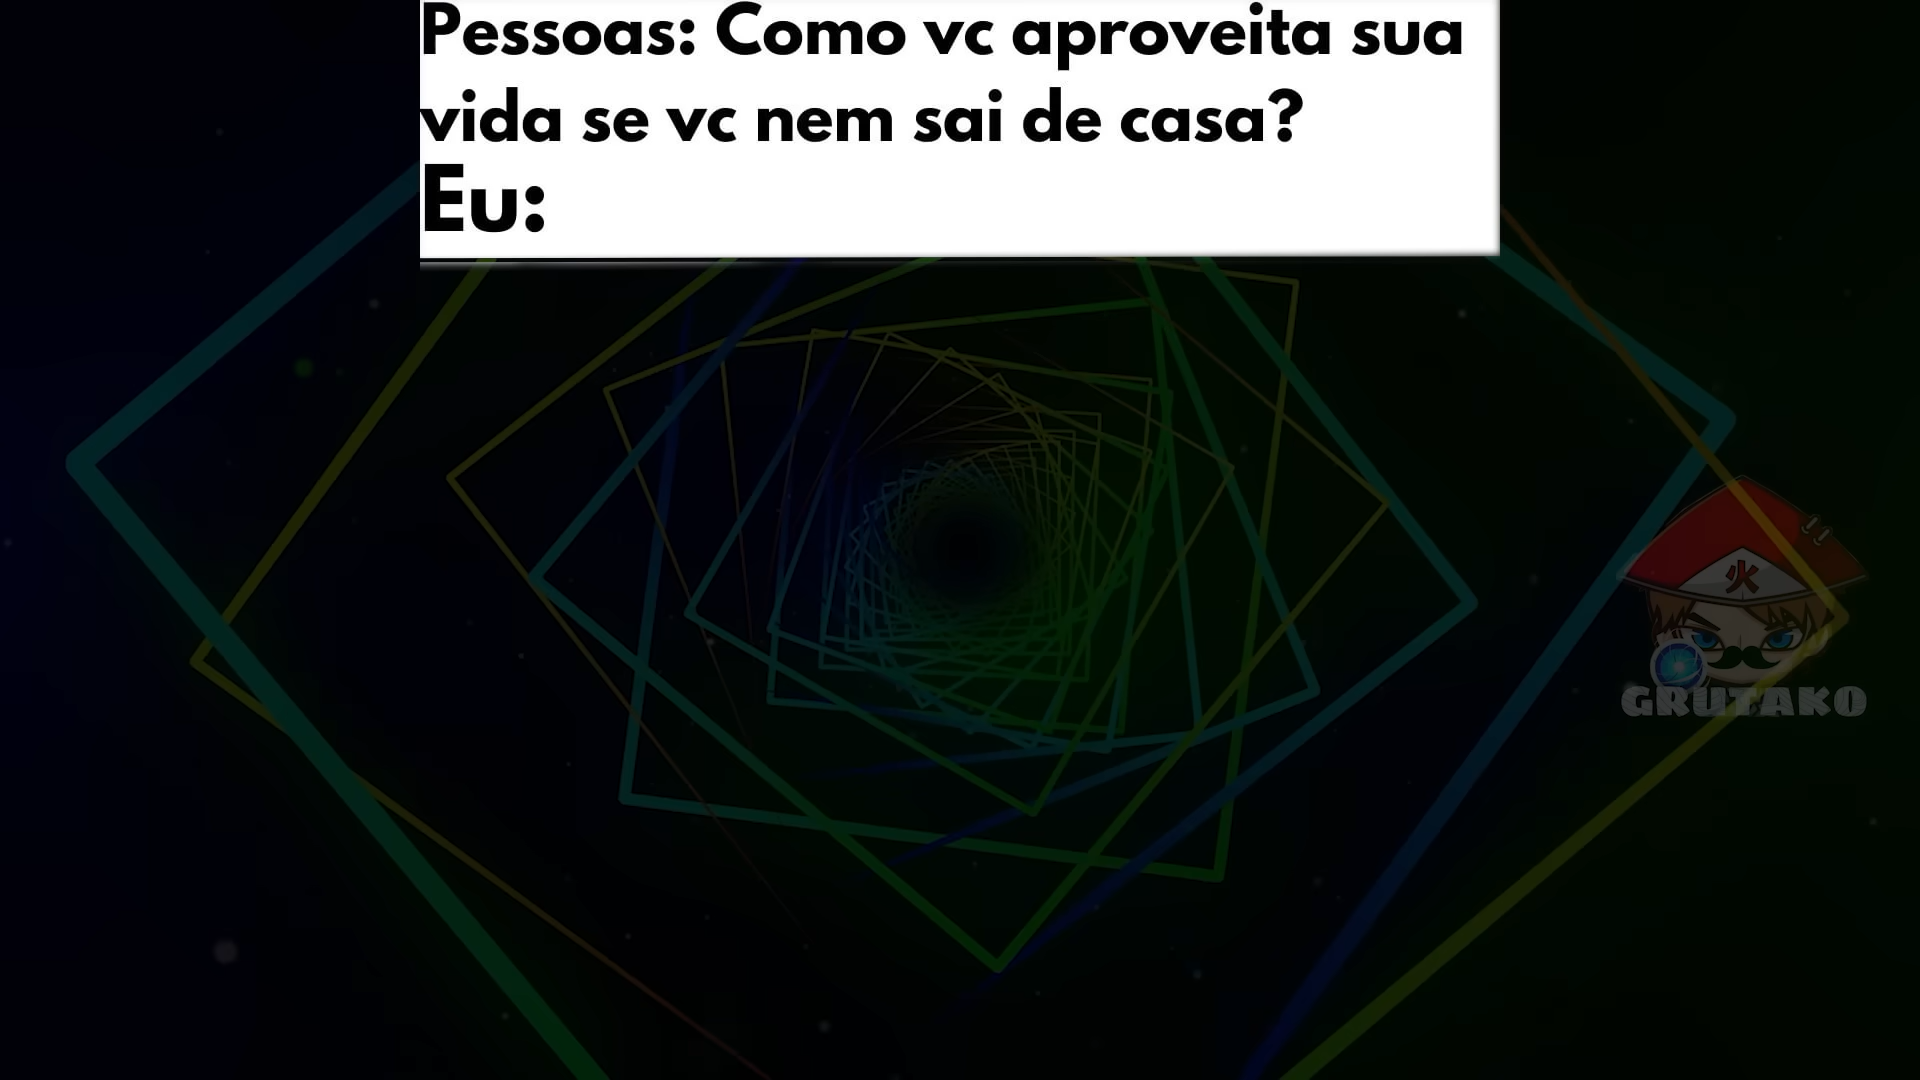 Pessoas: Como vc aproveita sua
vida se vc nem sai de casa?
Eu:
火
GRUTAKO